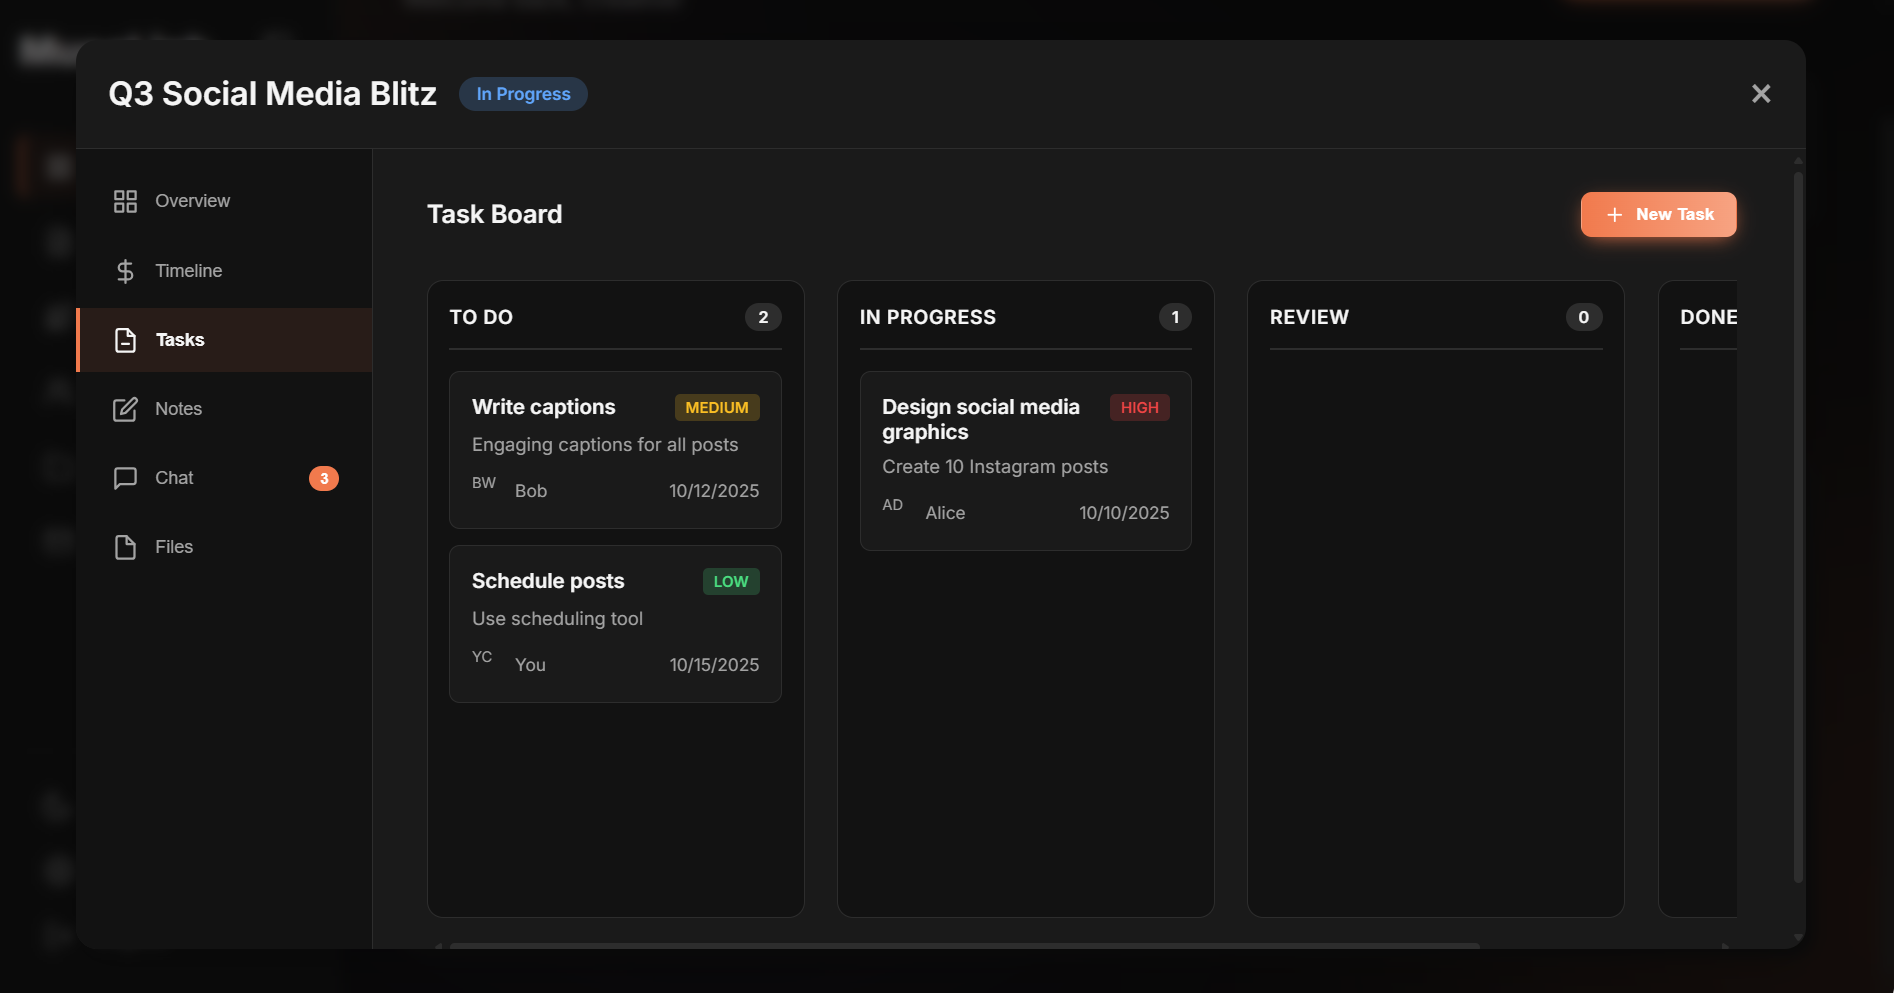 Q3 Social Media Blitz
In Progress
Overview
Timeline
Tasks
Notes
Chat
3
Files
Task Board
New Task
TO DO
2
Write captions
MEDIUM
Engaging captions for all posts
BW
Bob
10/12/2025
Schedule posts
LOW
Use scheduling tool
YC
You
10/15/2025
IN PROGRESS
1
Design social media
graphics
HIGH
Create 10 Instagram posts
AD
Alice
10/10/2025
REVIEW
0
DONE